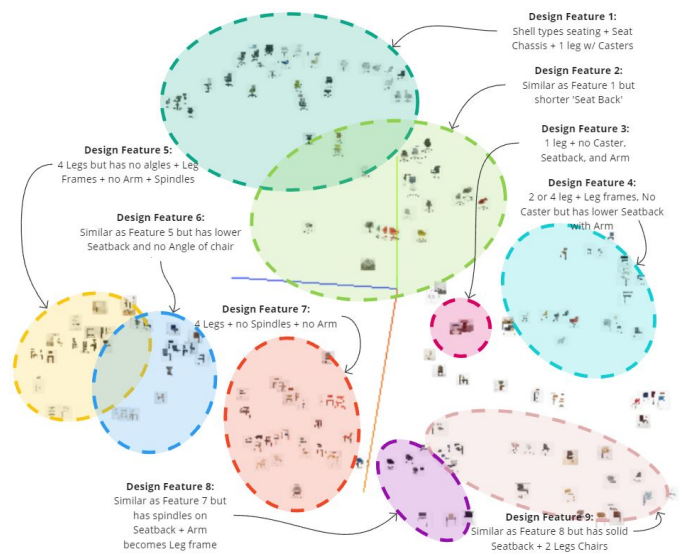 Design Feature 1:
Shell types seating + Seat
Chassis + 1 leg w/ Casters
Design Feature 2:
Similar as Feature 1 but
shorter 'Seat Back'
Design Feature 3:
1 leg + no Caster,
Seatback, and Arm
Design Feature 4:
2 or 4 leg + Leg frames, No
Caster but has lower Seatback
with Arm
Design Feature 5:
4 Legs but has no algles + Leg
Frames + no Arm + Spindles
Design Feature 6:
Similar as Feature 5 but has lower
Seatback and no Angle of chair
Design Feature 7:
4 Legs + no Spindles + no Arm
Design Feature 8:
Similar as Feature 7 but
has spindles on
Seatback + Arm
becomes Leg frame
Design Feature 9:
Similar as Feature 8 but has solid
Seatback + 2 Legs Chairs